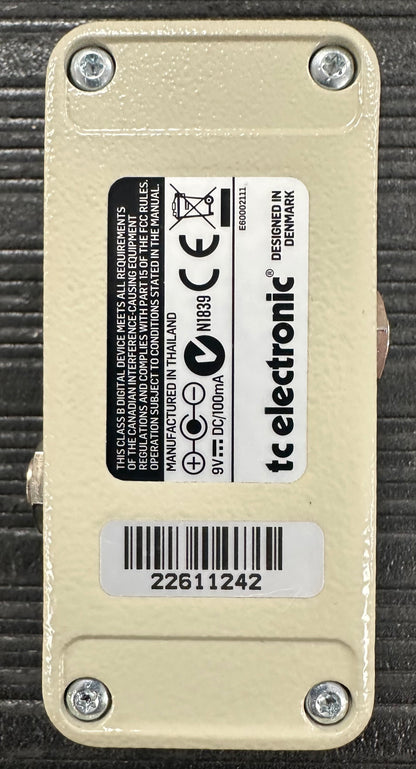 THIS CLASS B DIGITAL DEVICE MEETS ALL REQUIREMENTS
OF THE CANADIAN INTERFERENCE-CAUSING EQUIPMENT
REGULATIONS AND COMPLIES WITH PART 15 OF THE FCC RULES.
OPERATION SUBJECT TO CONDITIONS STATED IN THE MANUAL.
MANUFACTURED IN THAILAND
9V DC/100mA
N1839
CE
E60002111
tc electronic®
DESIGNED IN
DENMARK
22611242